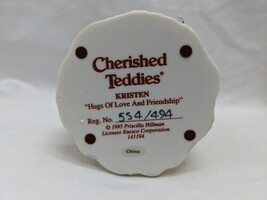 Cherished
Teddies®
KRISTEN
"Hugs Of Love And Friendship"
Reg. No. 5S4/494
© 1995 Priscilla Hillman
Licensee Enesco Corporation
141194
China